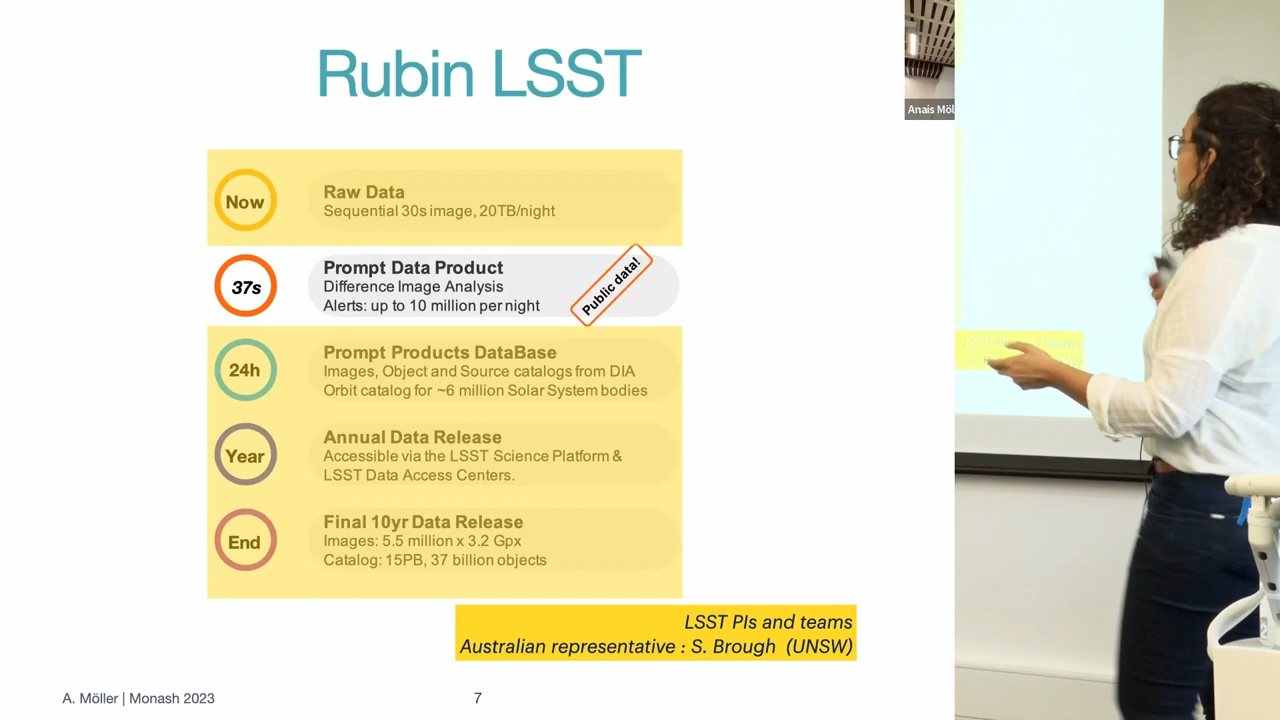 Rubin LSST
Now
Raw Data
Sequential 30s image, 20TB/night
37s
Prompt Data Product
Difference Image Analysis
Alerts: up to 10 million per night
Public data!
24h
Prompt Products DataBase
Images, Object and Source catalogs from DIA
Orbit catalog for ~6 million Solar System bodies
Year
Annual Data Release
Accessible via the LSST Science Platform &
LSST Data Access Centers.
End
Final 10yr Data Release
Images: 5.5 million x 3.2 Gpx
Catalog: 15PB, 37 billion objects
LSST PIs and teams
Australian representative : S. Brough (UNSW)
A. Möller | Monash 2023
7
Anais Möl